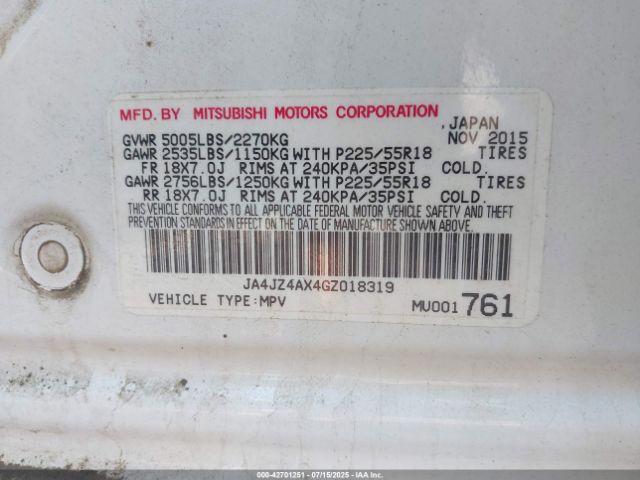 MFD. BY MITSUBISHI MOTORS CORPORATION
, JAPAN
GVWR 5005LBS/2270KG NOV 2015
GAWR 2535LBS/1150KG WITH P225/55R18 TIRES
FR 18X7.0J RIMS AT 240KPA/35PSI COLD.
GAWR 2756LBS/1250KG WITH P225/55R18 TIRES
RR 18X7.0J RIMS AT 240KPA/35PSI COLD.
THIS VEHICLE CONFORMS TO ALL APPLICABLE FEDERAL MOTOR VEHICLE SAFETY AND THEFT
PREVENTION STANDARDS IN EFFECT ON THE DATE OF MANUFACTURE SHOWN ABOVE.
JA4JZ4AX4GZ018319
VEHICLE TYPE:MPV MU001761
000-42701251 - 07/15/2025 - COPYRIGHT IAA, LLC